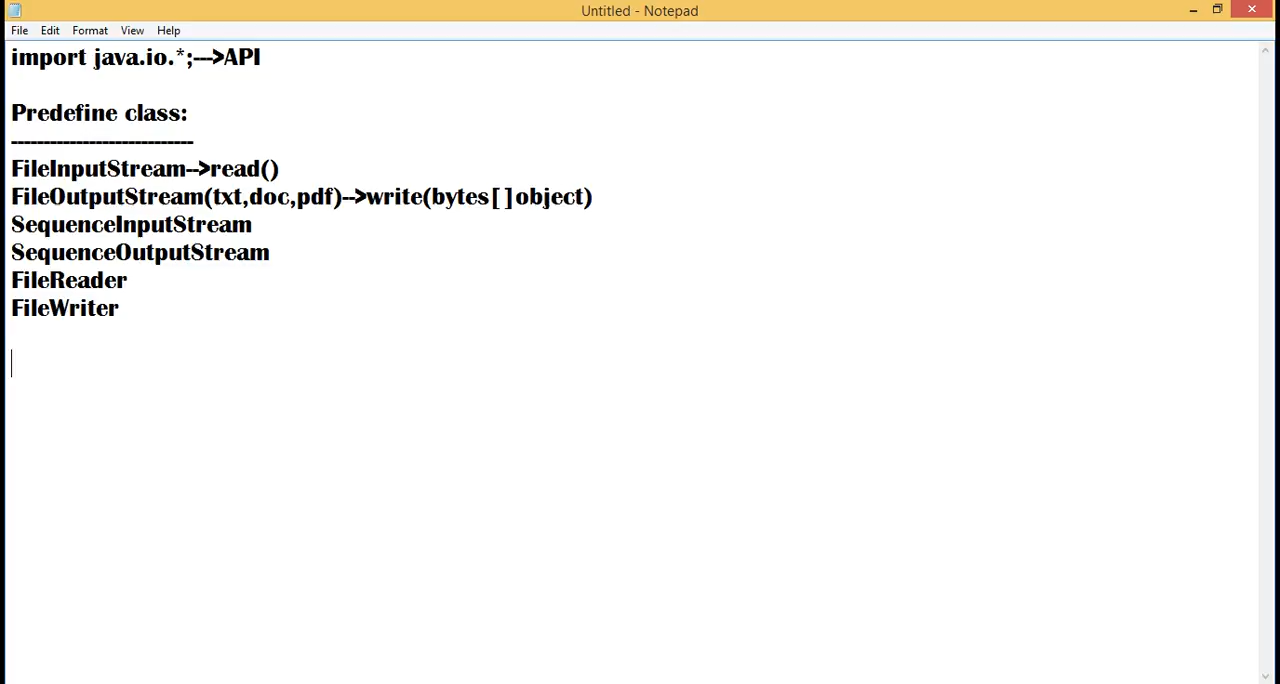 Untitled - Notepad
File Edit Format View Help
import java.io.*;--->API
Predefine class:
----------------------------
FileInputStream-->read()
FileOutputStream(txt,doc,pdf)-->write(bytes[]object)
SequenceInputStream
SequenceOutputStream
FileReader
FileWriter